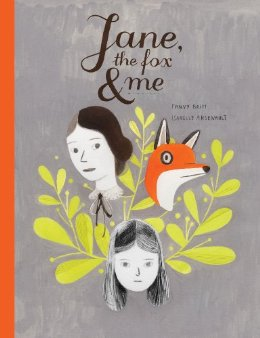 Jane,
the fox
& me
FANNY BRITT
ISABELLE ARSENAULT